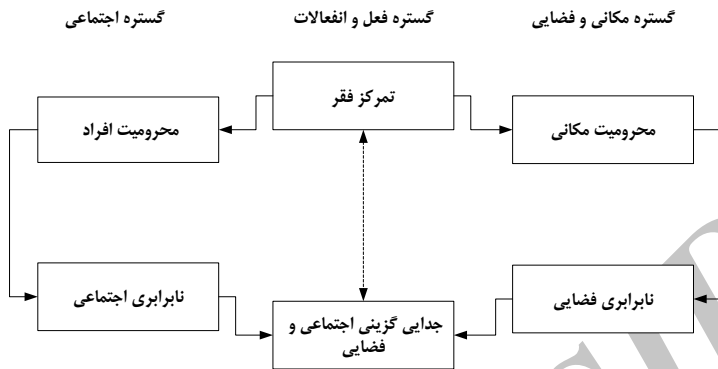 گستره مکانی و فضایی
گستره فعل و انفعالات
گستره اجتماعی
تمرکز فقر
محرومیت مکانی
محرومیت افراد
نابرابری فضایی
نابرابری اجتماعی
جدایی گزینی اجتماعی و
فضایی